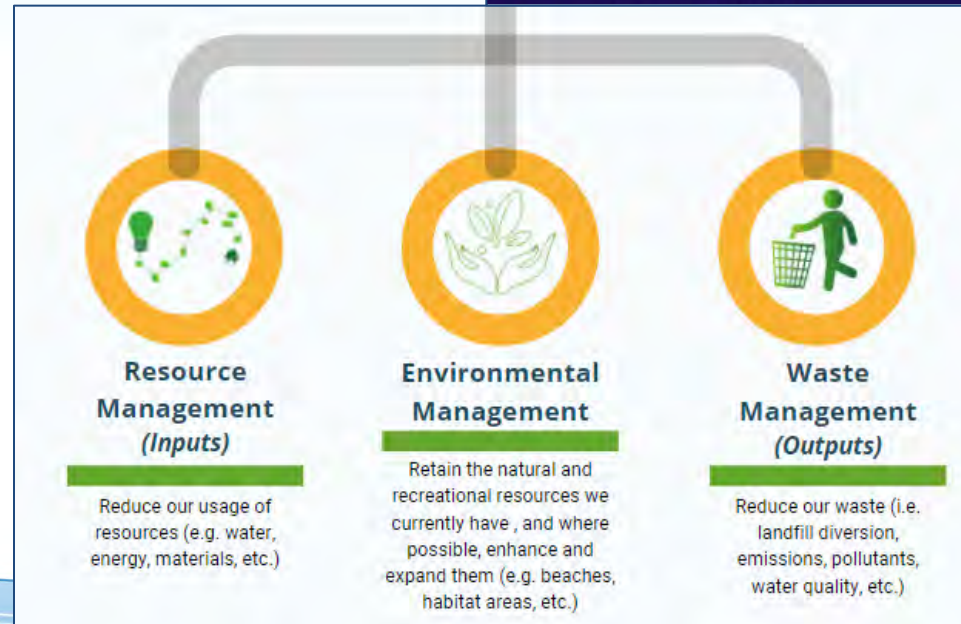 Resource
Management
(Inputs)
Reduce our usage of
resources (e.g. water,
energy, materials, etc.)
Environmental
Management
Retain the natural and
recreational resources we
currently have , and where
possible, enhance and
expand them (e.g. beaches,
habitat areas, etc.)
Waste
Management
(Outputs)
Reduce our waste (i.e.
landfill diversion,
emissions, pollutants,
water quality, etc.)